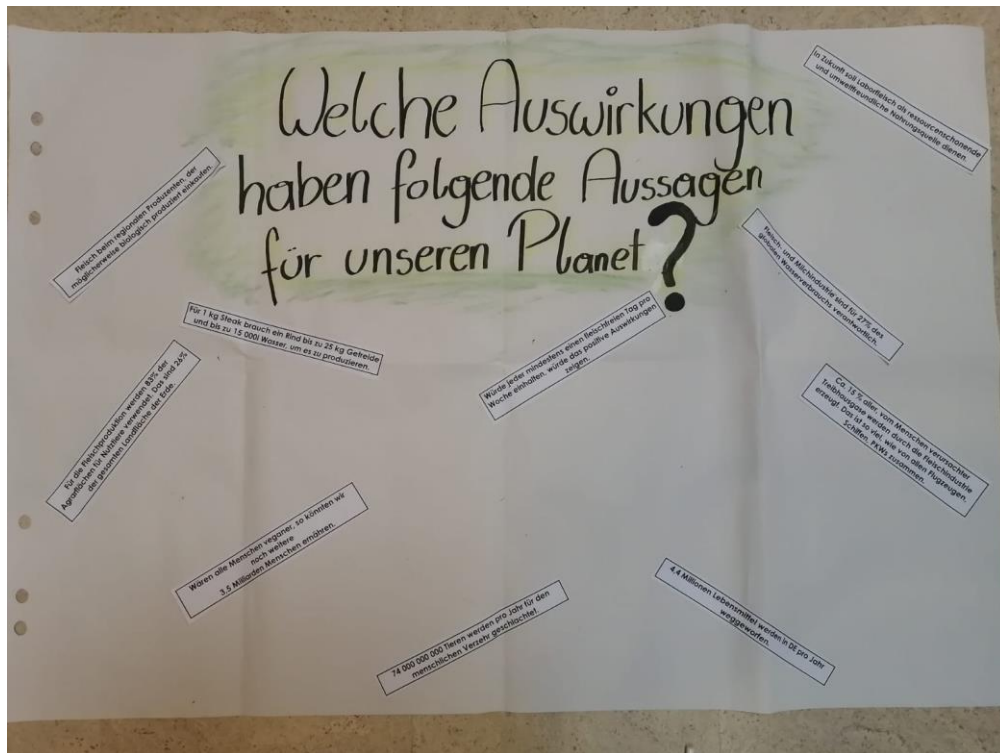 Welche Auswirkungen
haben folgende Aussagen
für unseren Planet?
In Zukunft soll Laborfleisch als ressourcenschonende
und umweltfreundliche Nahrungsquelle dienen.
Fleisch beim regionalen Produzenten, der
möglicherweise biologisch produziert einkaufen.
Fleisch- und Milchindustrie sind für 27% des
globalen Wasserverbrauchs verantwortlich.
Für 1 kg Steak brauch ein Rind bis zu 25 kg Getreide
und bis zu 15 000l Wasser, um es zu produzieren.
Würde jeder mindestens einen fleischfreien Tag pro
Woche einhalten, würde das positive Auswirkungen
zeigen.
Für die Fleischproduktion werden 83% der
Agrarflächen für Nutztiere verwendet. Das sind 26%
der gesamten Landfläche der Erde.
Ca. 15 % aller, vom Menschen verursachter
Treibhausgase werden durch die Fleischindustrie
erzeugt. Das ist so viel, wie von allen Flugzeugen,
Schiffen, PKWs zusammen.
Wären alle Menschen veganer, so könnten wir
noch weitere
3,5 Milliarden Menschen ernähren.
74 000 000 000 Tieren werden pro Jahr für den
menschlichen Verzehr geschlachtet.
4,4 Millionen Lebensmittel werden in DE pro Jahr
weggeworfen.